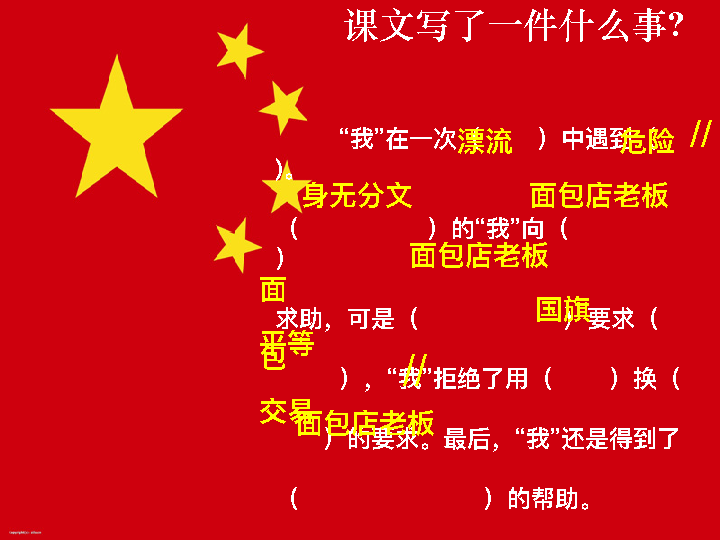 课文写了一件什么事?
“我”在一次（漂流）中遇到（危险 //
)。
身无分文 面包店老板
（ ）的“我”向（
）
面包店老板
面
求助，可是（ 国旗 ）要求（
平等
包
），“我”拒绝了用（ ）换（
//
交易
面包店老板
）的要求。最后，“我”还是得到了
（ ）的帮助。